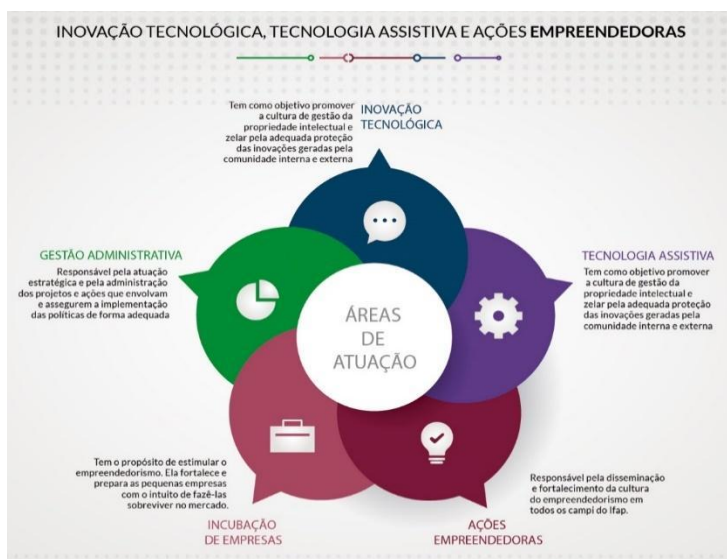 INOVAÇÃO TECNOLÓGICA, TECNOLOGIA ASSISTIVA E AÇÕES EMPREENDEDORAS
Tem como objetivo promover
a cultura de gestão da
propriedade intelectual e
zelar pela adequada proteção
das inovações geradas pela
comunidade interna e externa
INOVAÇÃO
TECNOLÓGICA
GESTÃO ADMINISTRATIVA
Responsável pela atuação
estratégica e pela administração
dos projetos e ações que envolvam
e assegurem a implementação
das políticas de forma adequada
TECNOLOGIA ASSISTIVA
Tem como objetivo promover
a cultura de gestão da
propriedade intelectual e
zelar pela adequada proteção
das inovações geradas pela
comunidade interna e externa
ÁREAS
DE
ATUAÇÃO
Tem o propósito de estimular o
empreendedorismo. Ela fortalece e
prepara as pequenas empresas
com o intuito de fazê-las
sobreviver no mercado.
INCUBAÇÃO
DE EMPRESAS
Responsável pela disseminação
e fortalecimento da cultura
do empreendedorismo em
todos os campi do Ifap.
AÇÕES
EMPREENDEDORAS